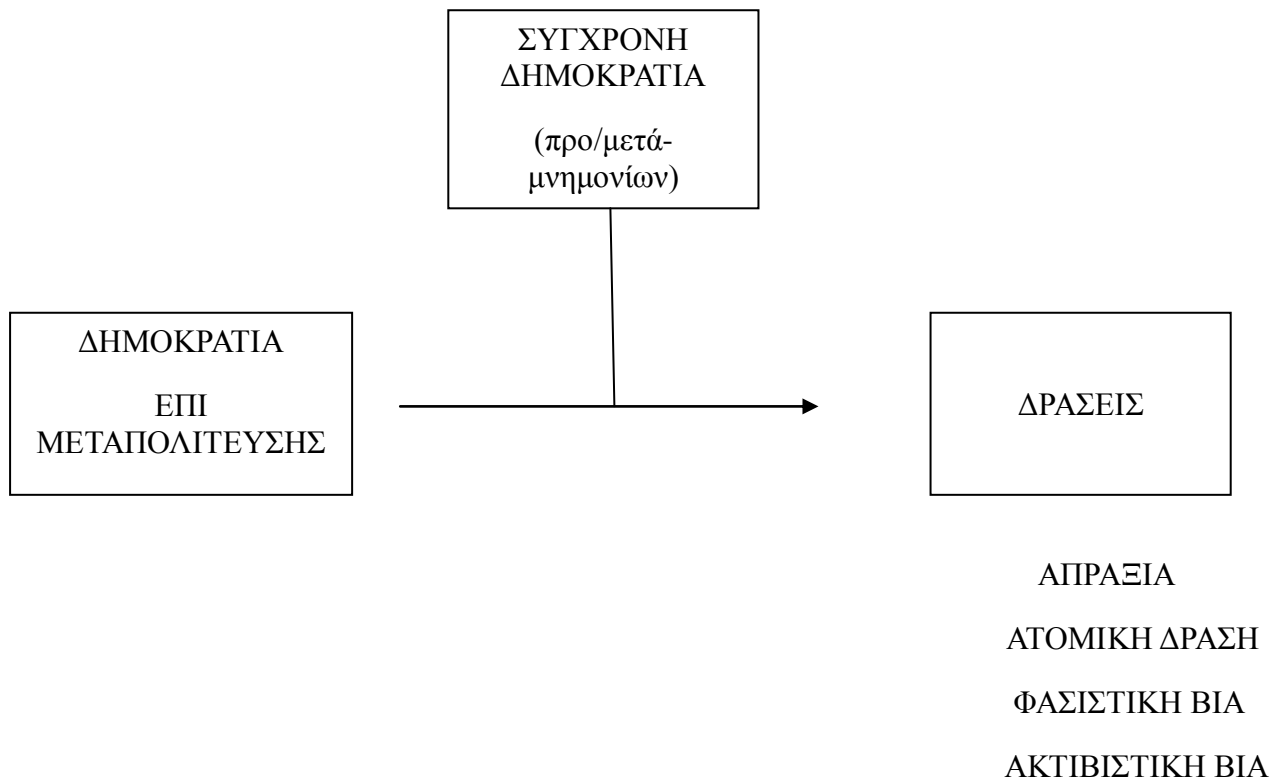 ΣΥΓΧΡΟΝΗ
ΔΗΜΟΚΡΑΤΙΑ
(προ/μετά-
μνημονίων)
ΔΗΜΟΚΡΑΤΙΑ
ΕΠΙ
ΜΕΤΑΠΟΛΙΤΕΥΣΗΣ
ΔΡΑΣΕΙΣ
ΑΠΡΑΞΙΑ
ΑΤΟΜΙΚΗ ΔΡΑΣΗ
ΦΑΣΙΣΤΙΚΗ ΒΙΑ
ΑΚΤΙΒΙΣΤΙΚΗ ΒΙΑ